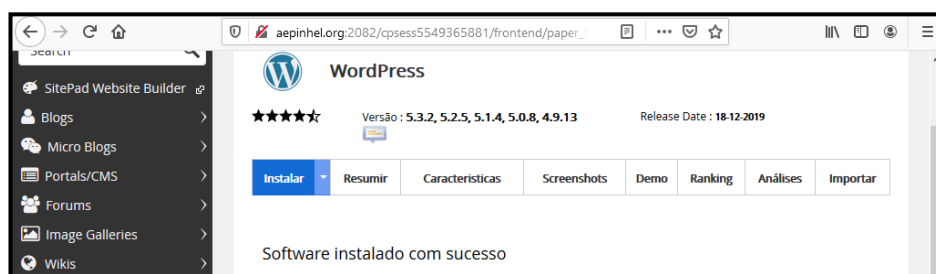 aepinhel.org:2082/cpsess5549365881/frontend/paper_
Search
SitePad Website Builder
Blogs
Micro Blogs
Portals/CMS
Forums
Image Galleries
Wikis
WordPress
Versão : 5.3.2, 5.2.5, 5.1.4, 5.0.8, 4.9.13 Release Date : 18-12-2019
Instalar Resumir Caracteristicas Screenshots Demo Ranking Análises Importar
Software instalado com sucesso